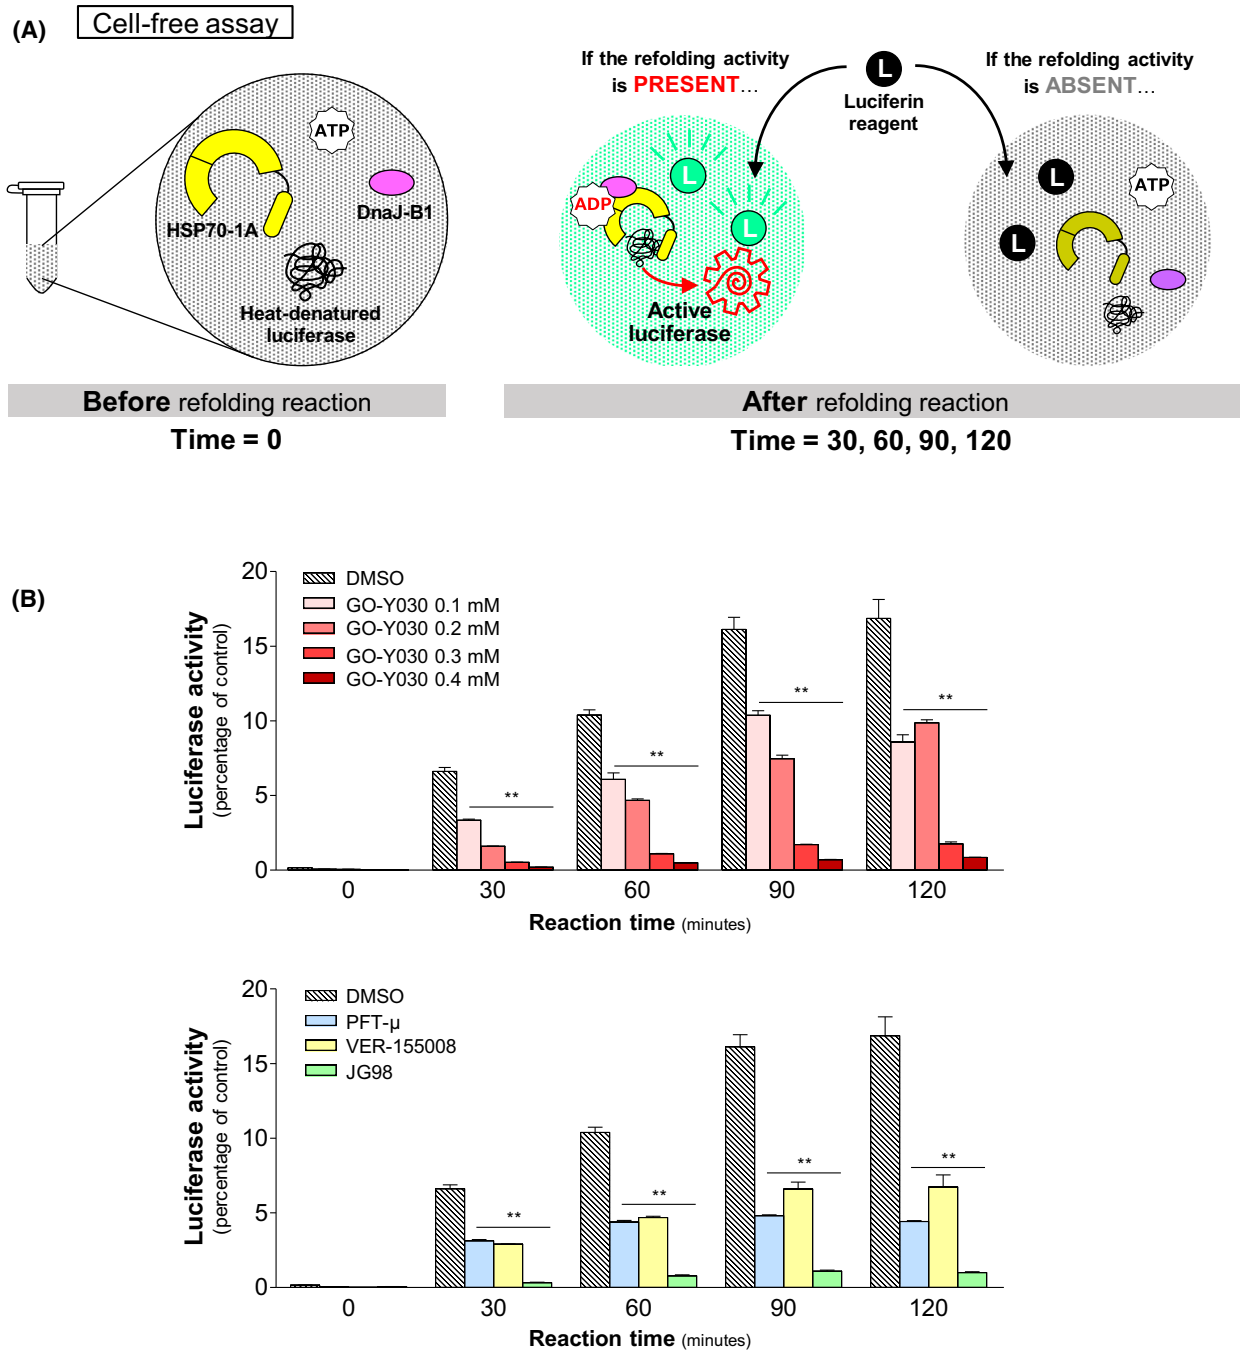 (A)
Cell-free assay
ATP
DnaJ-B1
HSP70-1A
Heat-denatured
luciferase
If the refolding activity
is PRESENT...
L
Luciferin
reagent
If the refolding activity
is ABSENT...
L
ADP
L
Active
luciferase
L
ATP
L
Before refolding reaction
Time = 0
After refolding reaction
Time = 30, 60, 90, 120
(B)
Luciferase activity
(percentage of control)
20
15
10
5
0
DMSO
GO-Y030 0.1 mM
GO-Y030 0.2 mM
GO-Y030 0.3 mM
GO-Y030 0.4 mM
**
**
**
**
0 30 60 90 120
Reaction time (minutes)
Luciferase activity
(percentage of control)
20
15
10
5
0
DMSO
PFT-μ
VER-155008
JG98
**
**
**
**
0 30 60 90 120
Reaction time (minutes)